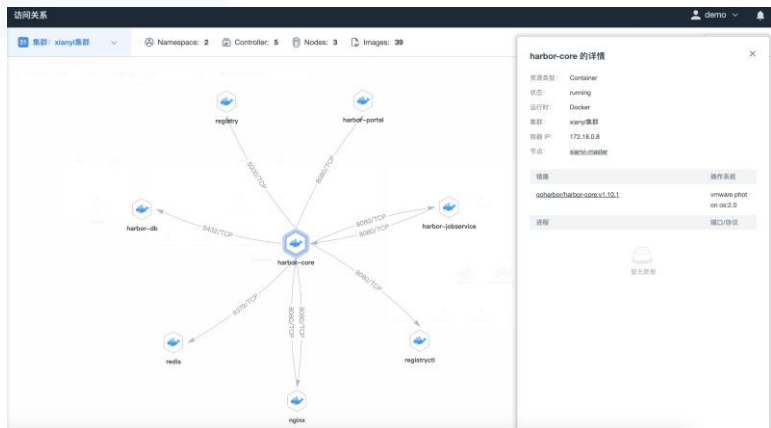 访问关系
demo
集群：xianyi集群
Namespace: 2
Controller: 5
Nodes: 3
Images: 39
harbor-core 的详情
资源类型： Container
状态： running
运行时： Docker
集群： xianyi集群
容器 IP： 172.18.0.8
节点： xianyi-master
镜像 操作系统
goharbor/harbor-core:v1.10.1 vmware phot
on os:2.0
进程 端口/协议
暂无数据
registry
harbor-portal
5000/TCP
8080/TCP
harbor-db
5432/TCP
8080/TCP
8080/TCP
harbor-jobservice
harbor-core
8080/TCP
6379/TCP
8080/TCP
8080/TCP
redis
registryctl
nginx